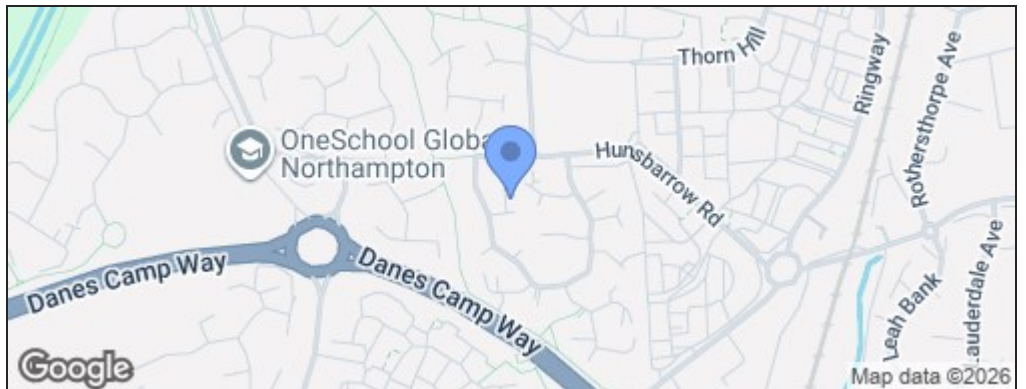 Thorn Hill
Ringway
Rothersthorpe Ave
OneSchool Global
Northampton
Hunsbarrow Rd
Danes Camp Way
Danes Camp Way
Leah Bank
Lauderdale Ave
Google
Map data ©2026